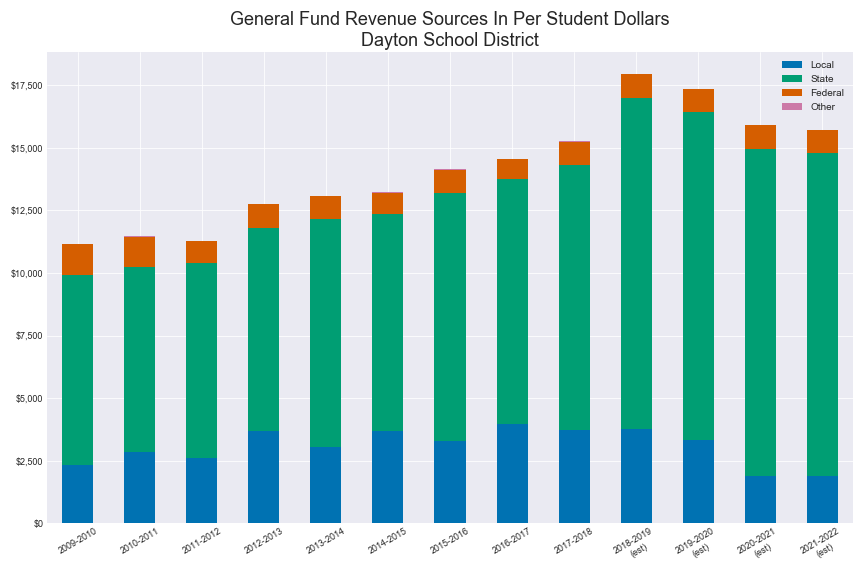 General Fund Revenue Sources In Per Student Dollars
Dayton School District
Local
State
Federal
Other
$17,500
$15,000
$12,500
$10,000
$7,500
$5,000
$2,500
$0
2009-2010
2010-2011
2011-2012
2012-2013
2013-2014
2014-2015
2015-2016
2016-2017
2017-2018
2018-2019
(est)
2019-2020
(est)
2020-2021
(est)
2021-2022
(est)